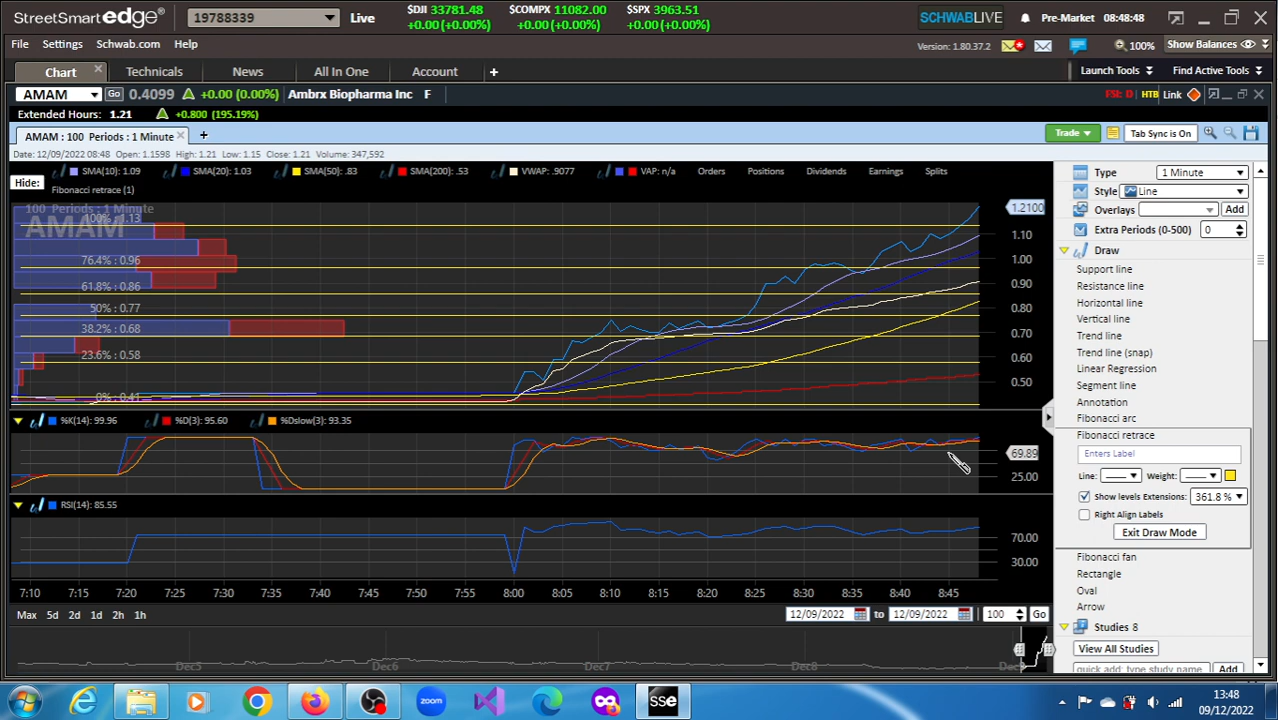 StreetSmart edge 19788339 Live $DJI 33781.48 +0.00 (0.00%) $COMPX 11082.00 +0.00 (0.00%) $SPX 3963.51 +0.00 (0.00%) SCHWABLIVE Pre-Market 08:48:48
File Settings Schwab.com Help Version: 1.80.37.2 100% Show Balances
Chart Technicals News All In One Account + Launch Tools Find Active Tools
AMAM Go 0.4099 +0.00 (0.00%) Ambrx Biopharma Inc F FSI: D HTB Link
Extended Hours: 1.21 +0.800 (195.19%)
AMAM : 100 Periods : 1 Minute + Trade Tab Sync is On
Date: 12/09/2022 08:48 Open: 1.1598 High: 1.21 Low: 1.15 Close: 1.21 Volume: 347,592
SMA(10): 1.09 SMA(20): 1.03 SMA(50): .83 SMA(200): .53 VWAP: .9077 VAP: n/a Orders Positions Dividends Earnings Splits
Hide:
Fibonacci retrace (1)
100 Periods : 1 Minute
AMAM
100% : 1.13
76.4% : 0.96
61.8% : 0.86
50% : 0.77
38.2% : 0.68
23.6% : 0.58
0% : 0.41
1.2100
1.10
1.00
0.90
0.80
0.70
0.60
0.50
%K(14): 99.96 %D(3): 95.60 %Dslow(3): 93.35
69.89
25.00
RSI(14): 85.55
70.00
30.00
7:10 7:15 7:20 7:25 7:30 7:35 7:40 7:45 7:50 7:55 8:00 8:05 8:10 8:15 8:20 8:25 8:30 8:35 8:40 8:45
Max 5d 2d 1d 2h 1h 12/09/2022 to 12/09/2022 100 Go
Dec5 Dec6 Dec7 Dec8
Type 1 Minute
Style Line
Overlays Add
Extra Periods (0-500) 0
Draw
Support line
Resistance line
Horizontal line
Vertical line
Trend line
Trend line (snap)
Linear Regression
Segment line
Annotation
Fibonacci arc
Fibonacci retrace
Enters Label
Line: Weight:
Show levels Extensions: 361.8 %
Right Align Labels
Exit Draw Mode
Fibonacci fan
Rectangle
Oval
Arrow
Studies 8
View All Studies
quick add: type study name Add
zoom sse 13:48
09/12/2022